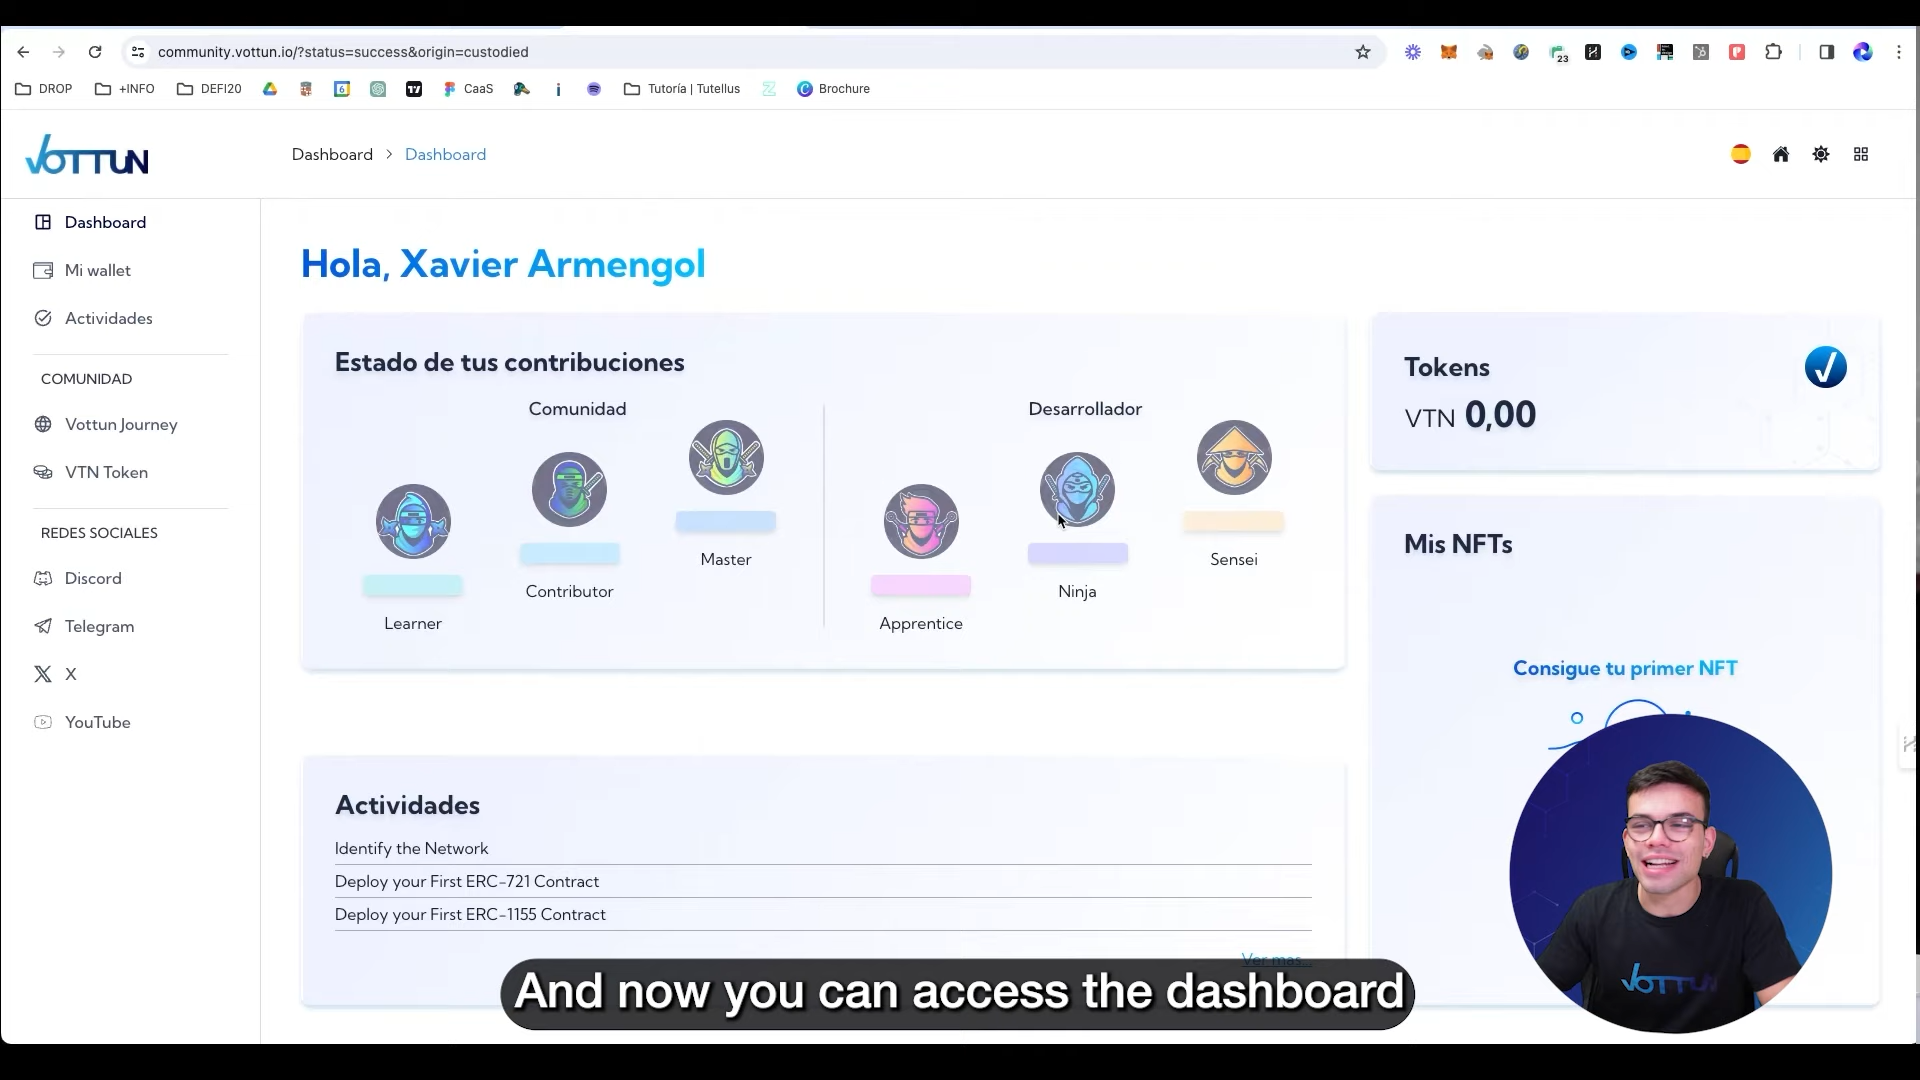 community.vottun.io/?status=success&origin=custodied
23
DROP
+INFO
DEFI20
6
CaaS
Tutoría | Tutellus
Brochure
VOTTUN
Dashboard > Dashboard
Dashboard
Mi wallet
Actividades
COMUNIDAD
Vottun Journey
VTN Token
REDES SOCIALES
Discord
Telegram
X
YouTube
Hola, Xavier Armengol
Estado de tus contribuciones
Comunidad
Learner
Contributor
Master
Desarrollador
Apprentice
Ninja
Sensei
Tokens
VTN 0,00
Mis NFTs
Consigue tu primer NFT
Actividades
Identify the Network
Deploy your First ERC-721 Contract
Deploy your First ERC-1155 Contract
Ver mas...
And now you can access the dashboard
VOTTUN